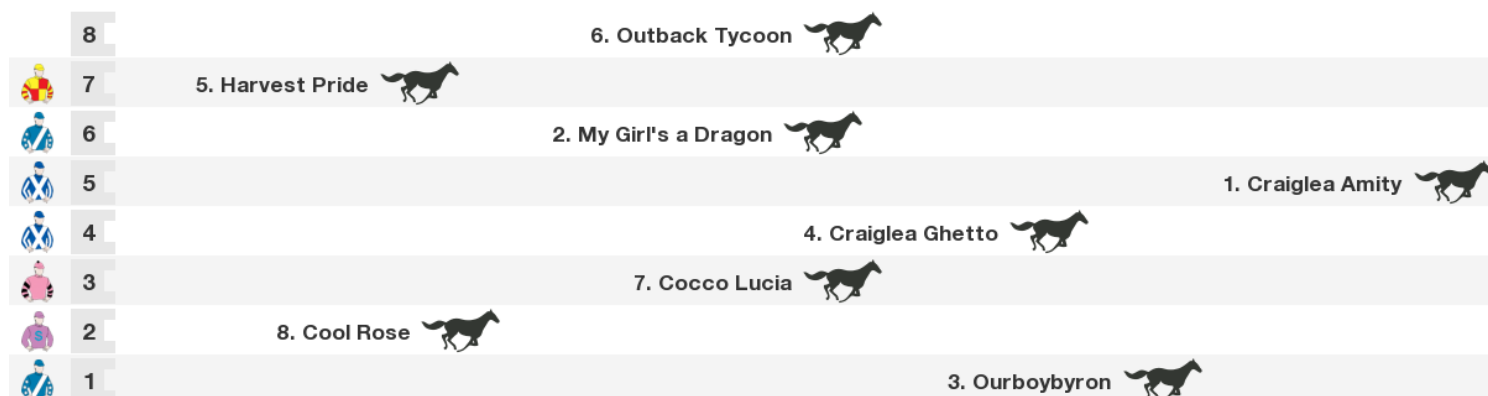 8 6. Outback Tycoon
7 5. Harvest Pride
6 2. My Girl's a Dragon
5 1. Craiglea Amity
4 4. Craiglea Ghetto
3 7. Cocco Lucia
2 S 8. Cool Rose
1 3. Ourboybyron